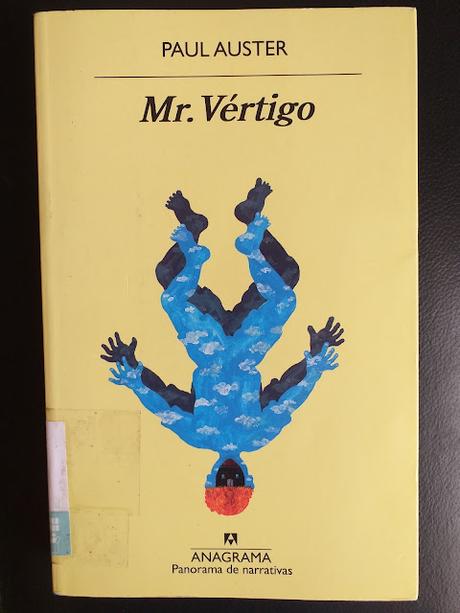 PAUL AUSTER
Mr. Vértigo
ANAGRAMA
Panorama de narrativas